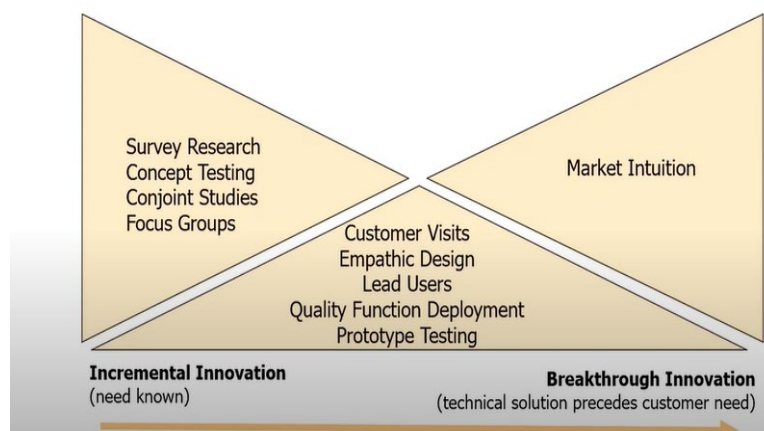 Survey Research
Concept Testing
Conjoint Studies
Focus Groups
Market Intuition
Customer Visits
Empathic Design
Lead Users
Quality Function Deployment
Prototype Testing
Incremental Innovation
(need known)
Breakthrough Innovation
(technical solution precedes customer need)